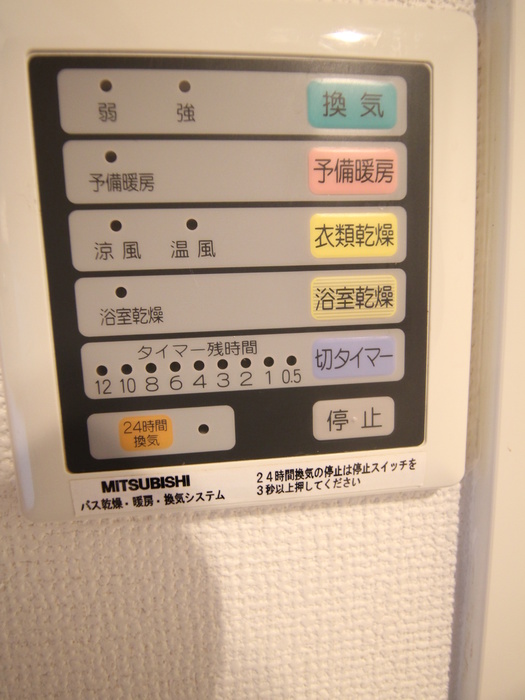 弱 強 換気
予備暖房 予備暖房
涼風 温風 衣類乾燥
浴室乾燥 浴室乾燥
タイマー残時間
12 10 8 6 4 3 2 1 0.5 切タイマー
24時間
換気
停止
MITSUBISHI
バス乾燥・暖房・換気システム
24時間換気の停止は停止スイッチを
3秒以上押してください